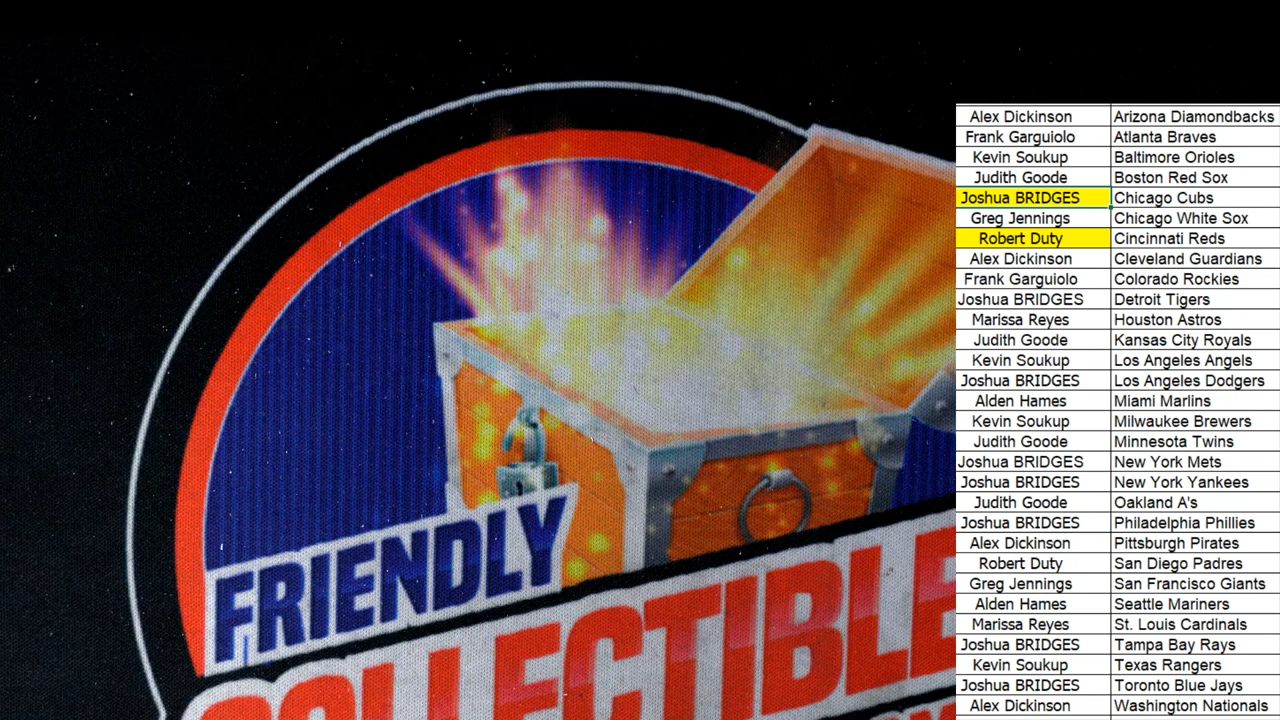 FRIENDLY
COLLECTIBLE
Alex Dickinson Arizona Diamondbacks
Frank Garguiolo Atlanta Braves
Kevin Soukup Baltimore Orioles
Judith Goode Boston Red Sox
Joshua BRIDGES Chicago Cubs
Greg Jennings Chicago White Sox
Robert Duty Cincinnati Reds
Alex Dickinson Cleveland Guardians
Frank Garguiolo Colorado Rockies
Joshua BRIDGES Detroit Tigers
Marissa Reyes Houston Astros
Judith Goode Kansas City Royals
Kevin Soukup Los Angeles Angels
Joshua BRIDGES Los Angeles Dodgers
Alden Hames Miami Marlins
Kevin Soukup Milwaukee Brewers
Judith Goode Minnesota Twins
Joshua BRIDGES New York Mets
Joshua BRIDGES New York Yankees
Judith Goode Oakland A's
Joshua BRIDGES Philadelphia Phillies
Alex Dickinson Pittsburgh Pirates
Robert Duty San Diego Padres
Greg Jennings San Francisco Giants
Alden Hames Seattle Mariners
Marissa Reyes St. Louis Cardinals
Joshua BRIDGES Tampa Bay Rays
Kevin Soukup Texas Rangers
Joshua BRIDGES Toronto Blue Jays
Alex Dickinson Washington Nationals